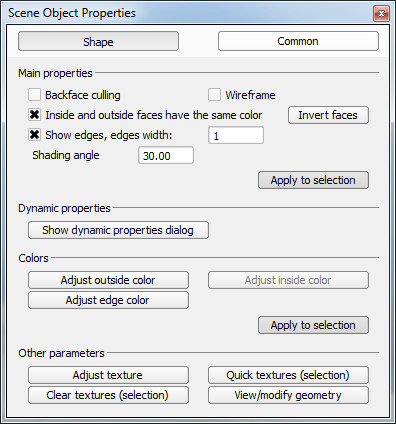 Scene Object Properties
Shape Common
Main properties
Backface culling Wireframe
Inside and outside faces have the same color Invert faces
Show edges, edges width: 1
Shading angle 30.00
Apply to selection
Dynamic properties
Show dynamic properties dialog
Colors
Adjust outside color Adjust inside color
Adjust edge color
Apply to selection
Other parameters
Adjust texture Quick textures (selection)
Clear textures (selection) View/modify geometry